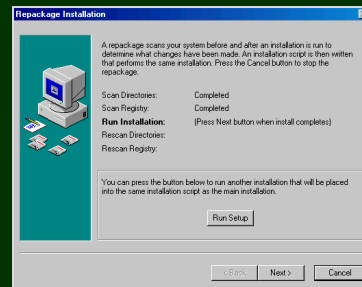 Repackage Installation
A repackage scans your system before and after an installation is run to
determine what changes have been made. An installation script is then written
that performs the same installation. Press the Cancel button to stop the
repackage.
Scan Directories: Completed
Scan Registry: Completed
Run Installation: (Press Next button when install completes)
Rescan Directories:
Rescan Registry:
You can press the button below to run another installation that will be placed
into the same installation script as the main installation.
Run Setup
< Back Next > Cancel